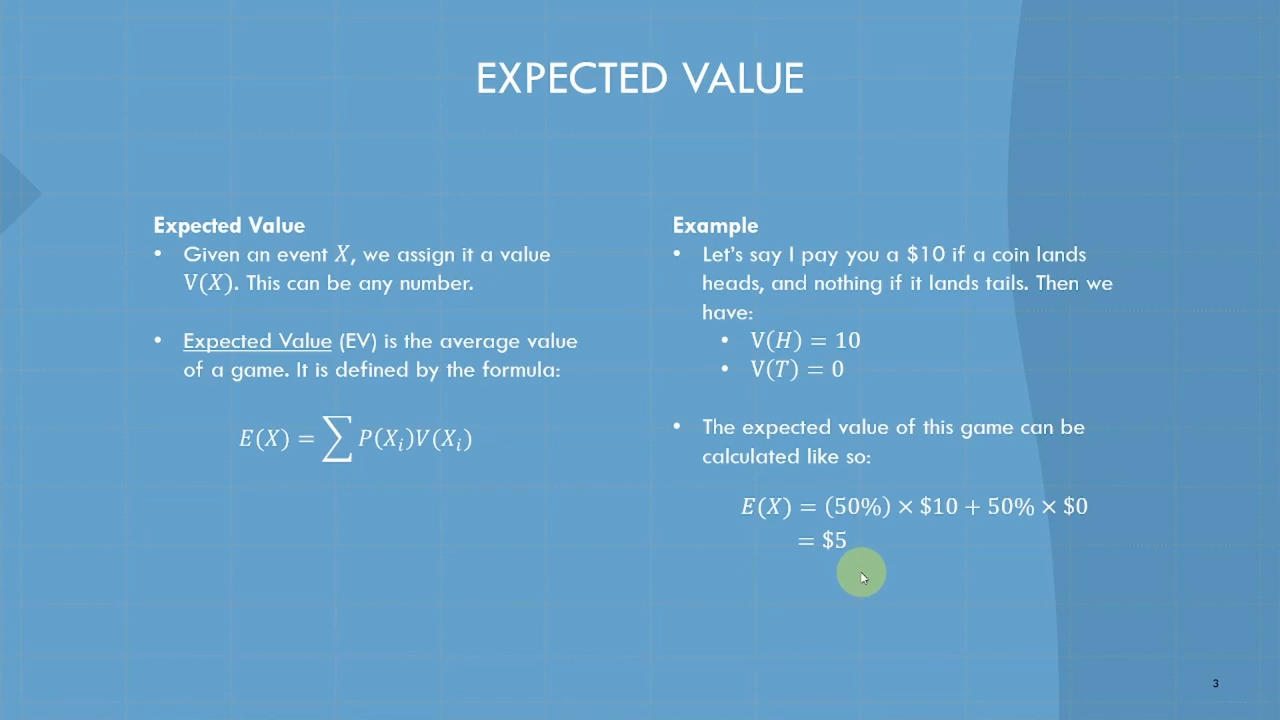 EXPECTED VALUE
Expected Value
• Given an event X, we assign it a value
V(X). This can be any number.
• Expected Value (EV) is the average value
of a game. It is defined by the formula:
E(X) = ∑ P(Xᵢ)V(Xᵢ)
Example
• Let’s say I pay you a $10 if a coin lands
heads, and nothing if it lands tails. Then we
have:
• V(H) = 10
• V(T) = 0
• The expected value of this game can be
calculated like so:
E(X) = (50%) × $10 + 50% × $0
= $5
3